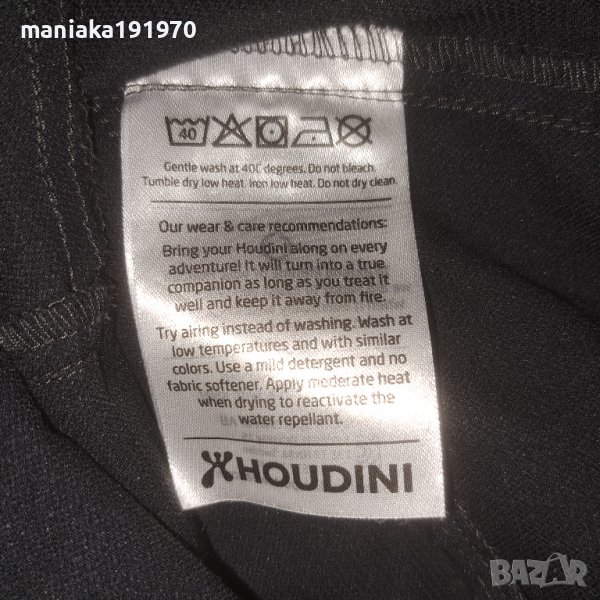 maniaka191970
40
Gentle wash at 40C degrees. Do not bleach.
Tumble dry low heat. Iron low heat. Do not dry clean.
Our wear & care recommendations:
Bring your Houdini along on every
adventure! It will turn into a true
companion as long as you treat it
well and keep it away from fire.
Try airing instead of washing. Wash at
low temperatures and with similar
colors. Use a mild detergent and no
fabric softener. Apply moderate heat
when drying to reactivate the
water repellant.
HOUDINI
BAZAR